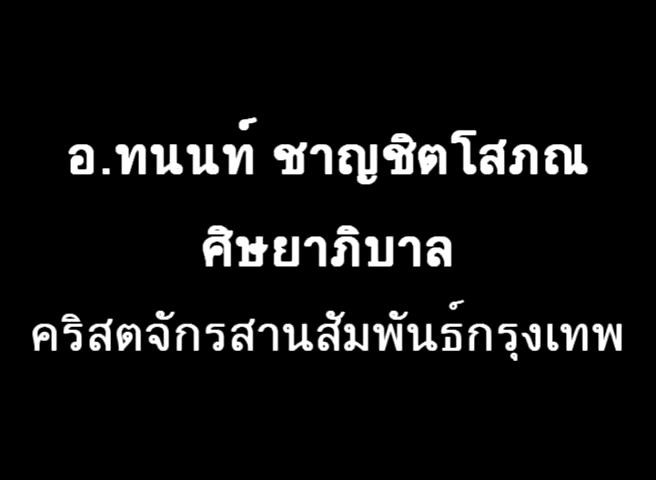 อ.ทนนท์ ชาญชิตโสภณ
ศิษยาภิบาล
คริสตจักรสานสัมพันธ์กรุงเทพ